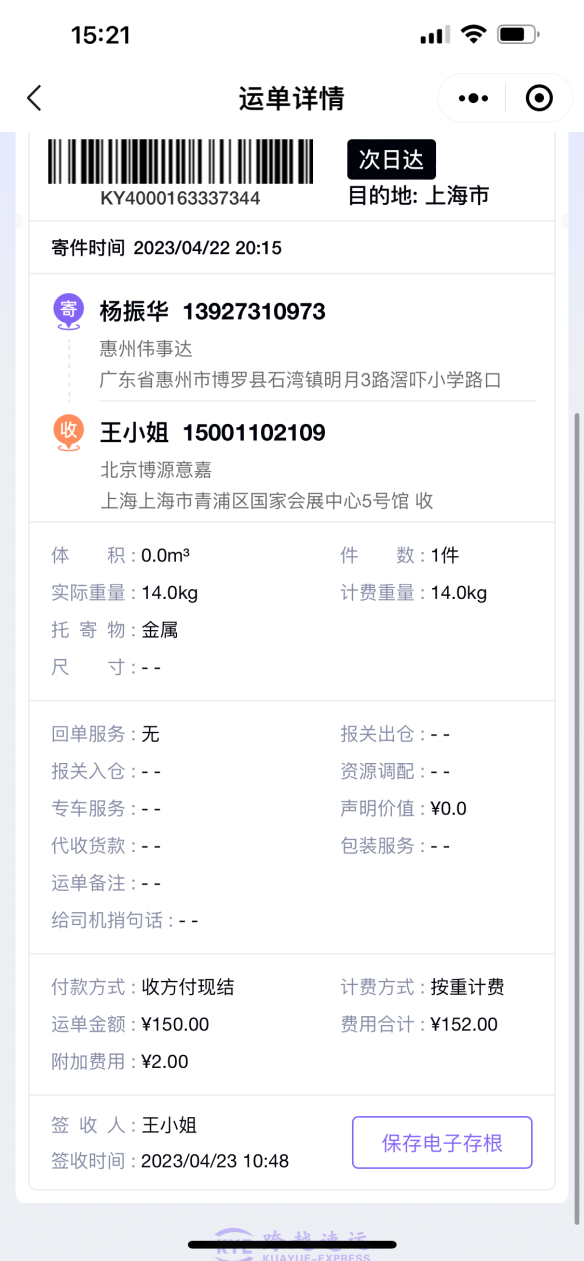 15:21
运单详情
次日达
KY4000163337344
目的地: 上海市
寄件时间 2023/04/22 20:15
寄 杨振华 13927310973
惠州伟事达
广东省惠州市博罗县石湾镇明月3路滘吓小学路口
收 王小姐 15001102109
北京博源意嘉
上海上海市青浦区国家会展中心5号馆 收
体 积 : 0.0m³ 件 数 : 1件
实际重量 : 14.0kg 计费重量 : 14.0kg
托 寄 物 : 金属
尺 寸 : - -
回单服务 : 无 报关出仓 : - -
报关入仓 : - - 资源调配 : - -
专车服务 : - - 声明价值 : ¥0.0
代收货款 : - - 包装服务 : - -
运单备注 : - -
给司机捎句话 : - -
付款方式 : 收方付现结 计费方式 : 按重计费
运单金额 : ¥150.00 费用合计 : ¥152.00
附加费用 : ¥2.00
签 收 人 : 王小姐
签收时间 : 2023/04/23 10:48
保存电子存根
KYE 跨越速运
KUAYUE-EXPRESS